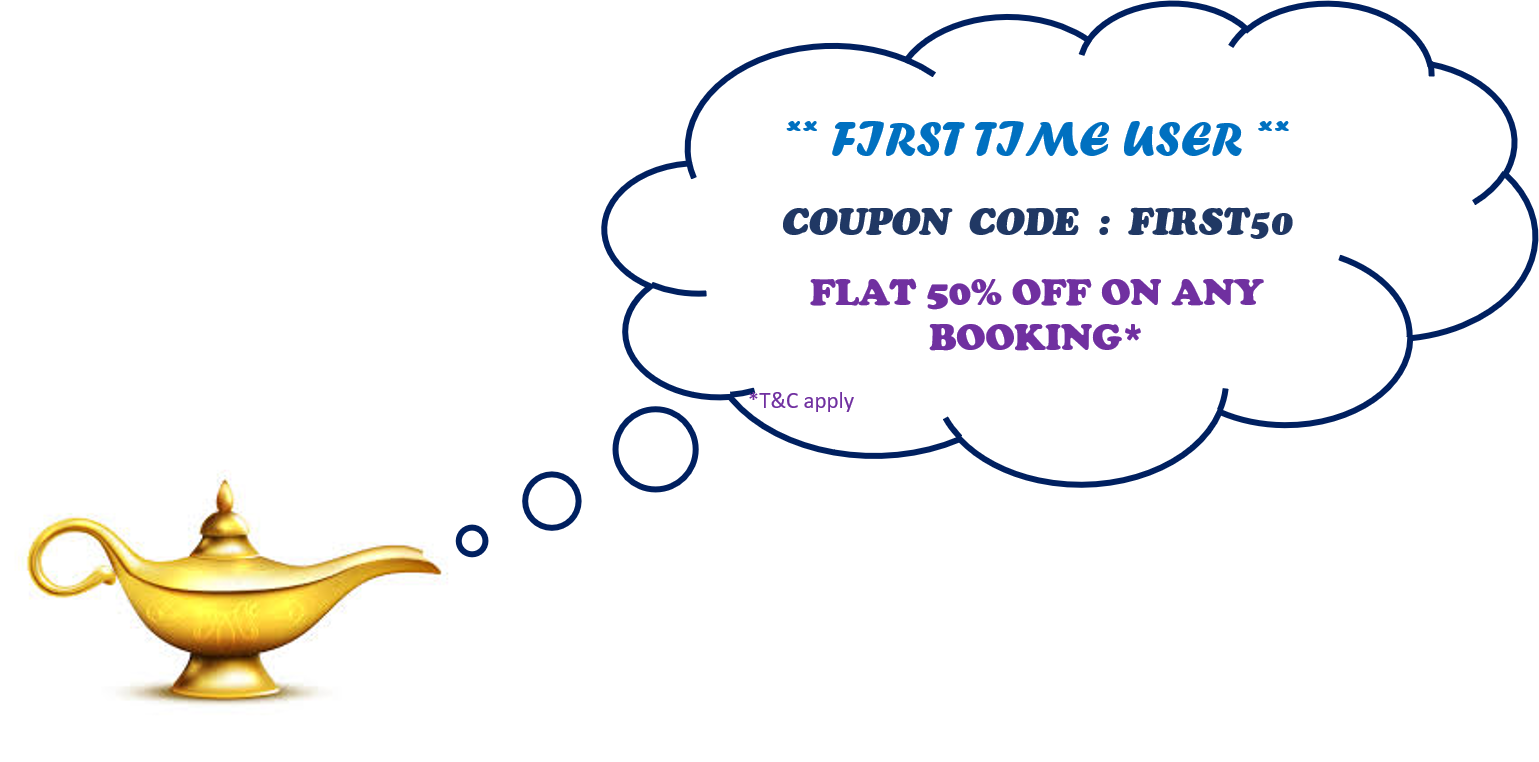 ** FIRST TIME USER **
COUPON CODE : FIRST50
FLAT 50% OFF ON ANY
BOOKING*
*T&C apply